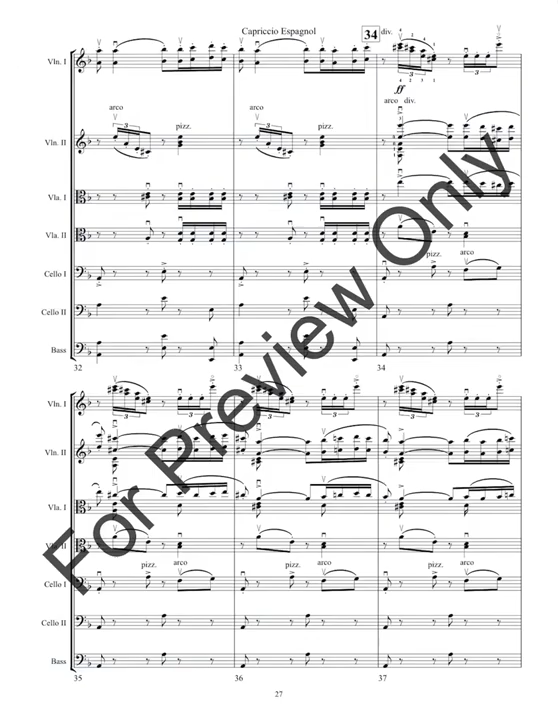 Capriccio Espagnol
34 div.
Vln. I
ff
arco pizz. arco pizz. arco div.
Vln. II
Vla. I
Vla. II
pizz. arco
Cello I
Cello II
Bass
32 33 34
Vln. I
Vln. II
Vla. I
Vla. II
pizz. arco pizz. arco pizz. arco
Cello I
Cello II
Bass
35 36 37
27
For Preview Only